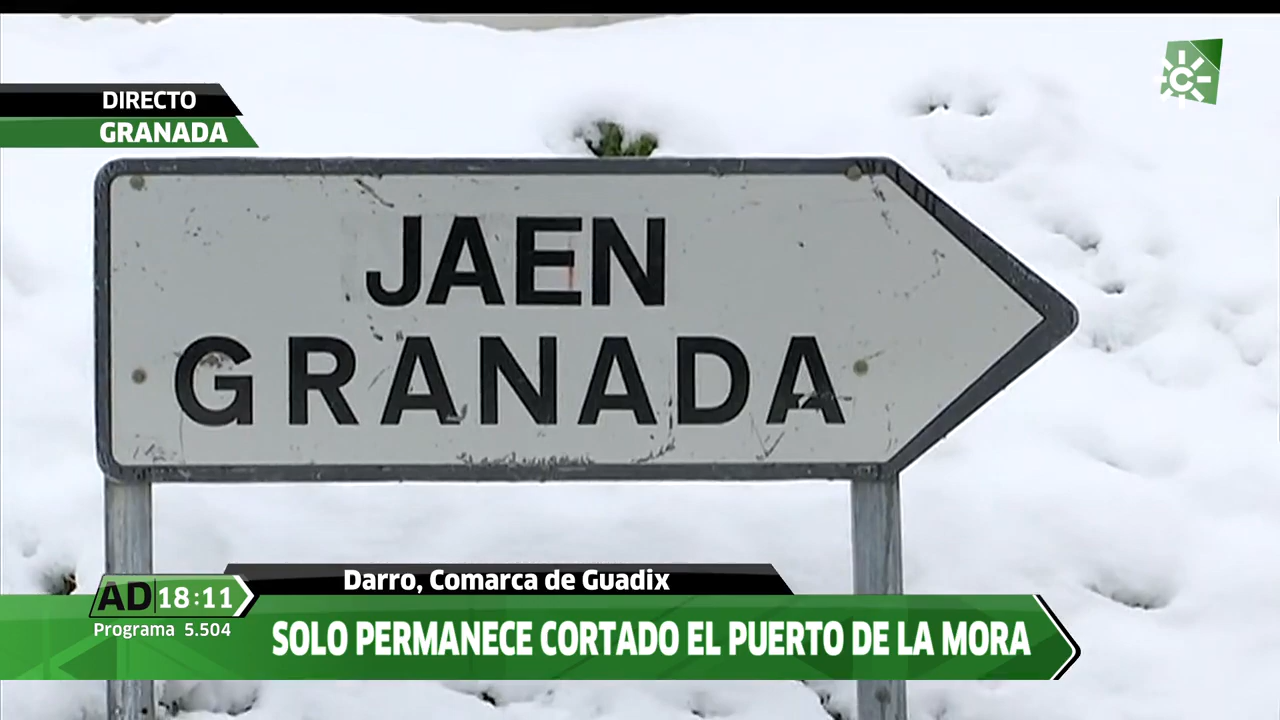 DIRECTO
GRANADA
C
JAEN
GRANADA
Darro, Comarca de Guadix
AD 18:11
Programa 5.504
SOLO PERMANECE CORTADO EL PUERTO DE LA MORA